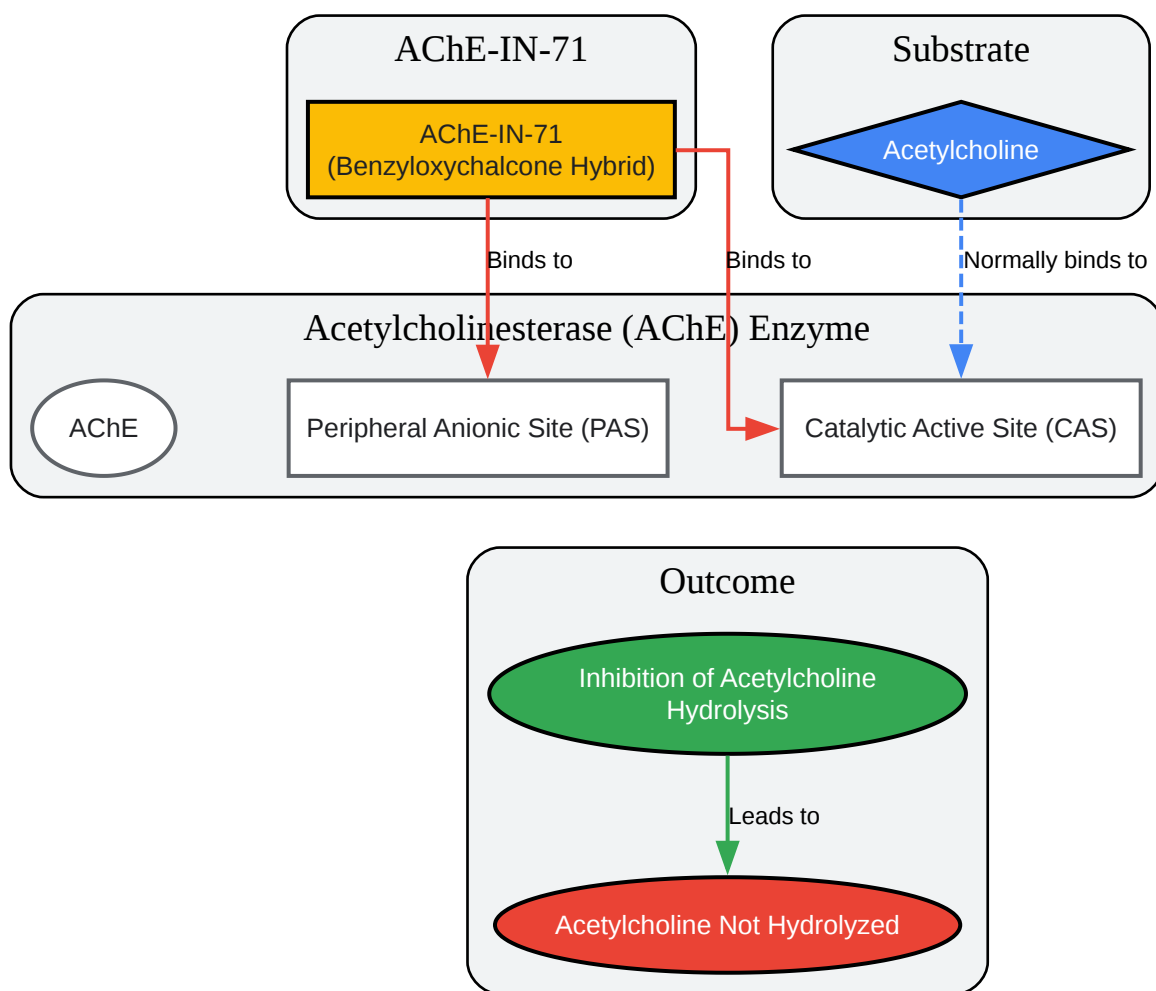 AChE-IN-71
Substrate
AChE-IN-71
(Benzyloxychalcone Hybrid)
Acetylcholine
Binds to
Binds to
Normally binds to
Acetylcholinesterase (AChE) Enzyme
AChE
Peripheral Anionic Site (PAS)
Catalytic Active Site (CAS)
Outcome
Inhibition of Acetylcholine
Hydrolysis
Leads to
Acetylcholine Not Hydrolyzed